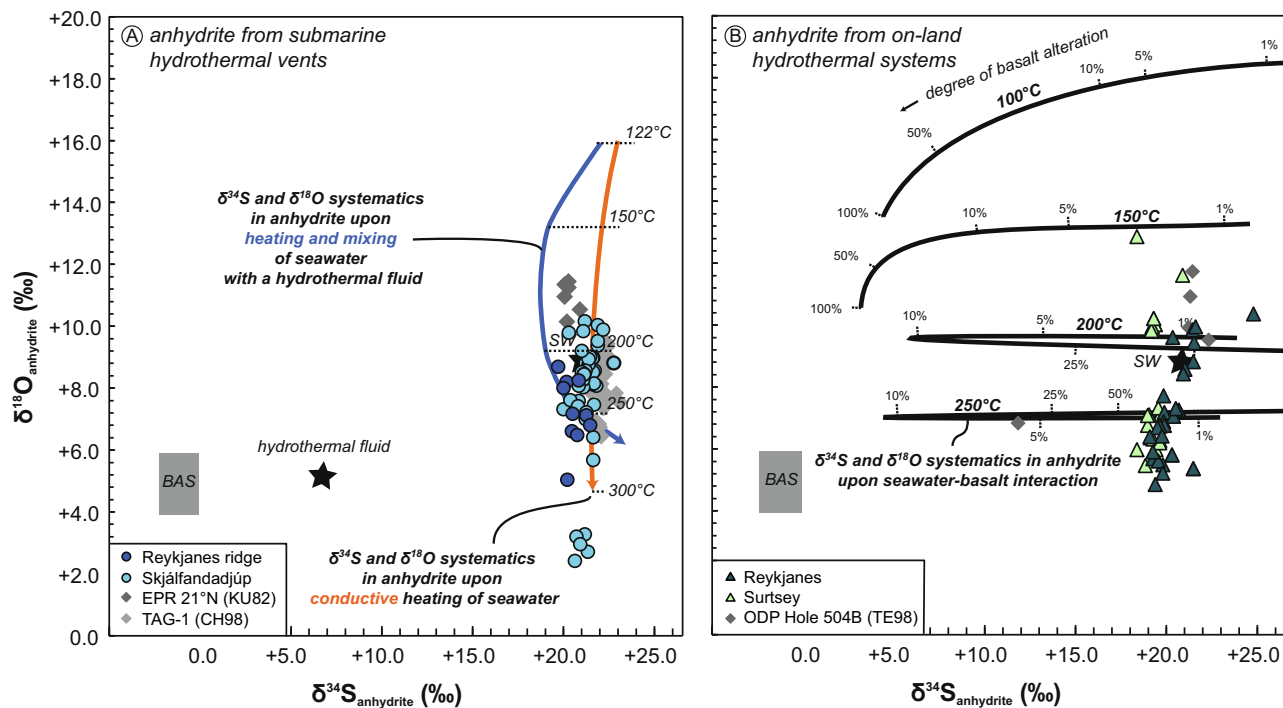 Ⓐ anhydrite from submarine
hydrothermal vents
δ¹⁸Oanhydrite (‰)
+20.0
+18.0
+16.0
+14.0
+12.0
+10.0
+8.0
+6.0
+4.0
+2.0
0.0
122°C
150°C
δ³⁴S and δ¹⁸O systematics
in anhydrite upon
heating and mixing
of seawater
with a hydrothermal fluid
SW
200°C
250°C
hydrothermal fluid
BAS
300°C
δ³⁴S and δ¹⁸O systematics
in anhydrite upon
conductive heating of seawater
Reykjanes ridge
Skjálfandadjúp
EPR 21°N (KU82)
TAG-1 (CH98)
0.0 +5.0 +10.0 +15.0 +20.0 +25.0
δ³⁴Sanhydrite (‰)
Ⓑ anhydrite from on-land
hydrothermal systems
degree of basalt alteration
100°C
1%
5%
10%
50%
100%
150°C
1%
5%
10%
50%
100%
200°C
10%
5%
1%
25%
SW
250°C
10%
25%
50%
5%
1%
δ³⁴S and δ¹⁸O systematics in anhydrite
upon seawater-basalt interaction
BAS
Reykjanes
Surtsey
ODP Hole 504B (TE98)
0.0 +5.0 +10.0 +15.0 +20.0 +25.0
δ³⁴Sanhydrite (‰)